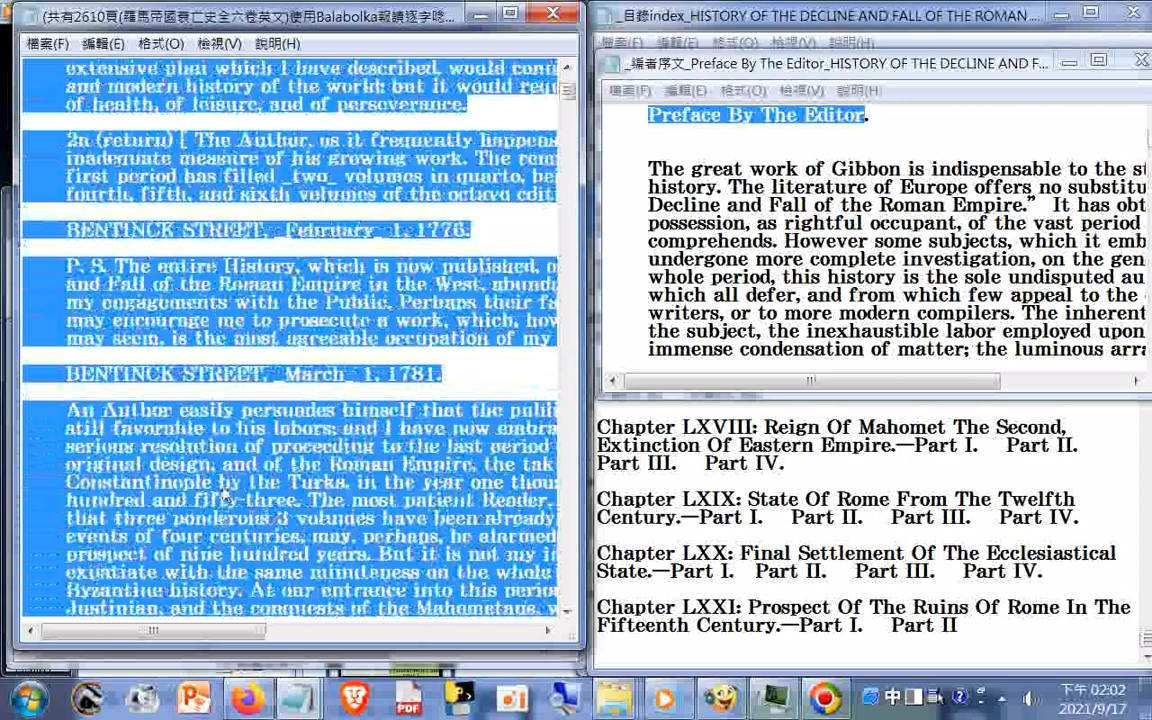 (共有2610頁(羅馬帝國衰亡史全六卷英文)使用Balabolka報讀逐字唸...
檔案(F) 編輯(E) 格式(O) 檢視(V) 說明(H)
extensive plan which I have described, would
and modern history of the world; but it would
of health, of leisure, and of perseverance.
2n (return) [ The Author, as it frequently happens
inadequate measure of his growing work. The
first period has filled _two_ volumes in quarto,
fourth, fifth, and sixth volumes of the octavo
BENTINCK STREET, _February_ 1, 1776.
P. S. The entire History, which is now published,
and Fall of the Roman Empire in the West,
my engagements with the Public. Perhaps their
may encourage me to prosecute a work, which,
may seem, is the most agreeable occupation of my
BENTINCK STREET, _March_ 1, 1781.
An Author easily persuades himself that the
still favorable to his labors; and I have now
serious resolution of proceeding to the last period
original design, and of the Roman Empire, the
Constantinople by the Turks, in the year one
hundred and fifty-three. The most patient Reader,
that three ponderous 3 volumes have been already
events of four centuries, may, perhaps, be alarmed
prospect of nine hundred years. But it is not my
expatiate with the same minuteness on the whole
Byzantine history. At our entrance into this
Justinian, and the conquests of the Mahometans,
_目錄index_HISTORY OF THE DECLINE AND FALL OF THE ROMAN ...
檔案(F) 編輯(E) 格式(O) 檢視(V) 說明(H)
_編者序文_Preface By The Editor_HISTORY OF THE DECLINE AND F...
檔案(F) 編輯(E) 格式(O) 檢視(V) 說明(H)
Preface By The Editor.
The great work of Gibbon is indispensable to the
history. The literature of Europe offers no substitu
Decline and Fall of the Roman Empire.” It has obt
possession, as rightful occupant, of the vast period
comprehends. However some subjects, which it emb
undergone more complete investigation, on the gen
whole period, this history is the sole undisputed au
which all defer, and from which few appeal to the
writers, or to more modern compilers. The inherent
the subject, the inexhaustible labor employed upon
immense condensation of matter; the luminous arra
Chapter LXVIII: Reign Of Mahomet The Second,
Extinction Of Eastern Empire.—Part I. Part II.
Part III. Part IV.
Chapter LXIX: State Of Rome From The Twelfth
Century.—Part I. Part II. Part III. Part IV.
Chapter LXX: Final Settlement Of The Ecclesiastical
State.—Part I. Part II. Part III. Part IV.
Chapter LXXI: Prospect Of The Ruins Of Rome In The
Fifteenth Century.—Part I. Part II
PDF
中
下午 02:02
2021/9/17